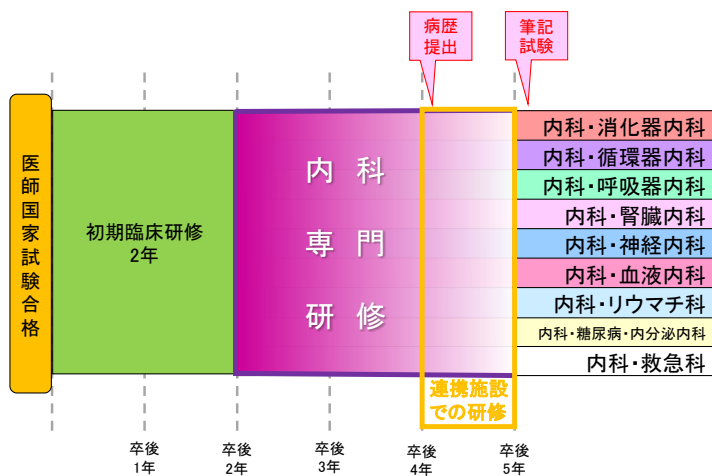 病歴
提出
筆記
試験
医師国家試験合格
初期臨床研修
2年
内科
専門
研修
連携施設
での研修
内科・消化器内科
内科・循環器内科
内科・呼吸器内科
内科・腎臓内科
内科・神経内科
内科・血液内科
内科・リウマチ科
内科・糖尿病・内分泌内科
内科・救急科
卒後
1年
卒後
2年
卒後
3年
卒後
4年
卒後
5年